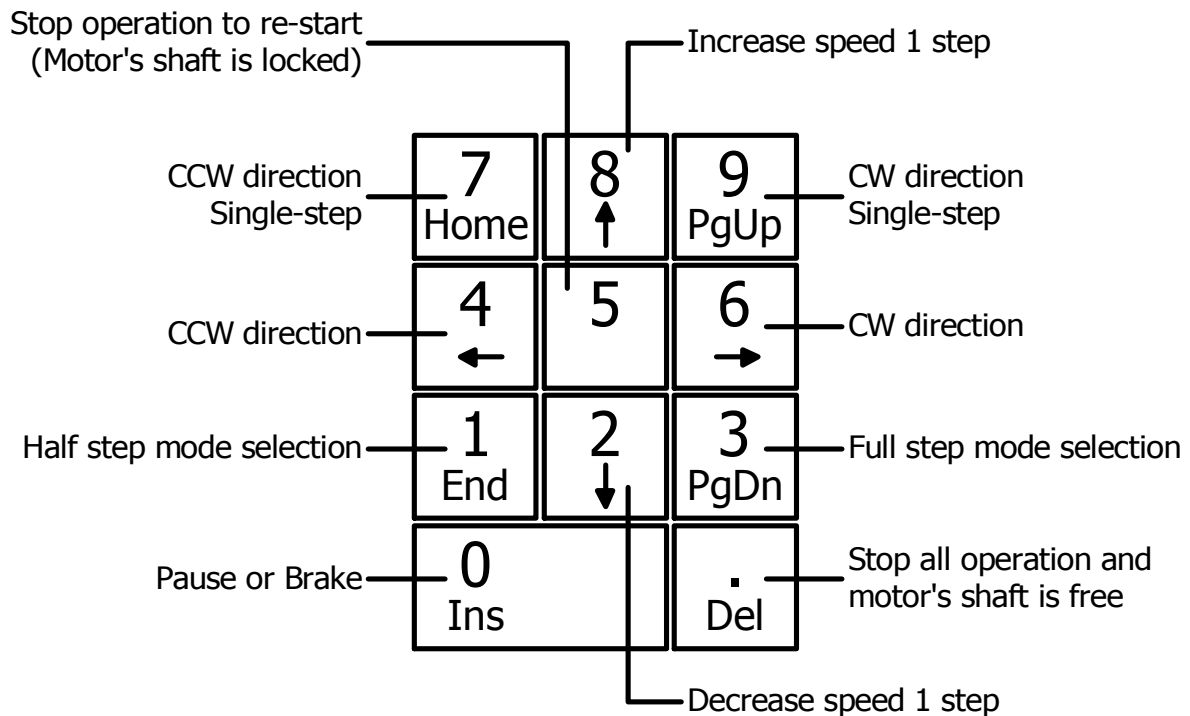 Stop operation to re-start
(Motor's shaft is locked)
Increase speed 1 step
CCW direction
Single-step
7
Home
8
9
PgUp
CW direction
Single-step
CCW direction
4
5
6
CW direction
Half step mode selection
1
End
2
3
PgDn
Full step mode selection
Pause or Brake
0
Ins
.
Del
Stop all operation and
motor's shaft is free
Decrease speed 1 step